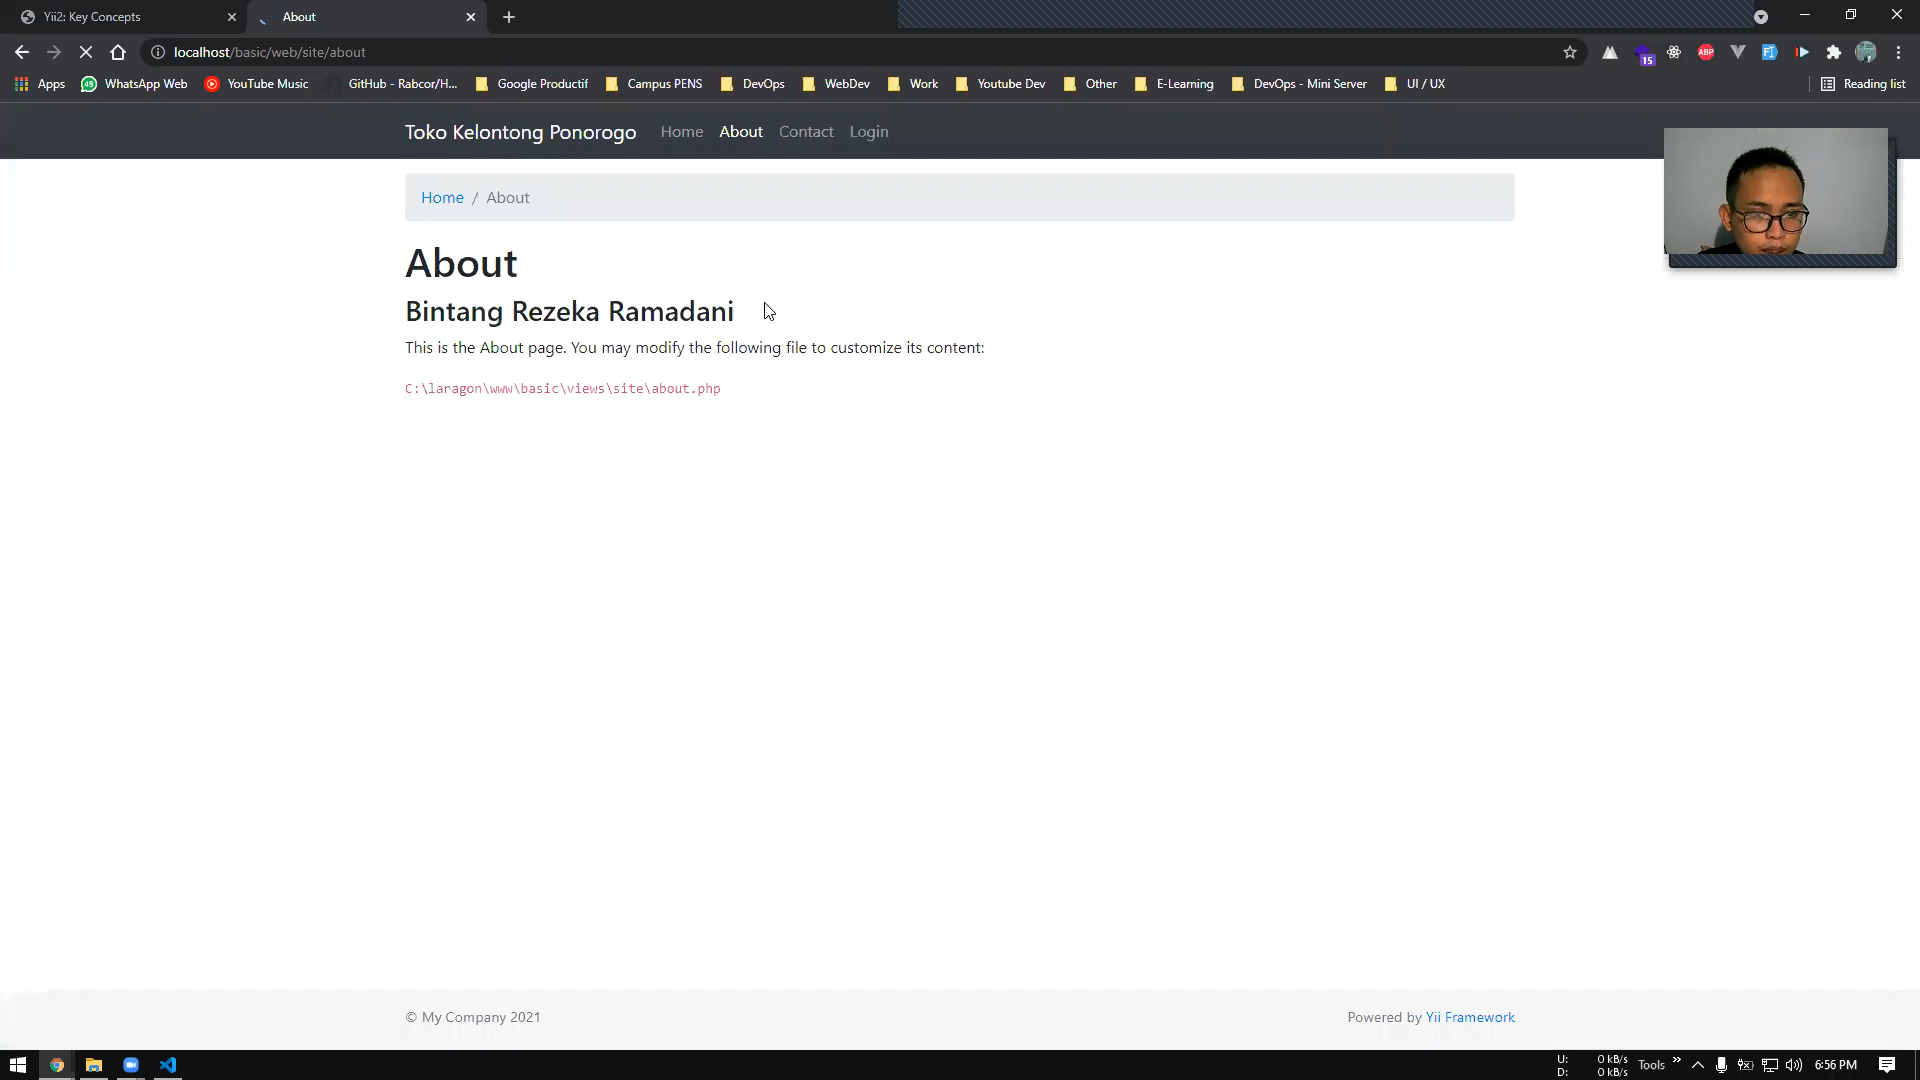 Yii2: Key Concepts
About
localhost/basic/web/site/about
15
ABP
Apps
49
WhatsApp Web
YouTube Music
GitHub - Rabcor/H...
Google Productif
Campus PENS
DevOps
WebDev
Work
Youtube Dev
Other
E-Learning
DevOps - Mini Server
UI / UX
Reading list
Toko Kelontong Ponorogo
Home
About
Contact
Login
Home / About
About
Bintang Rezeka Ramadani
This is the About page. You may modify the following file to customize its content:
C:\laragon\www\basic\views\site\about.php
© My Company 2021
Powered by Yii Framework
U: 0 kB/s
D: 0 kB/s
Tools
6:56 PM